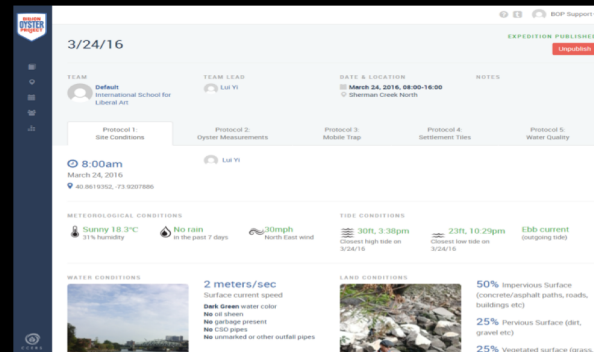 BILLION
OYSTER
PROJECT
BOP Support
3/24/16
EXPEDITION PUBLISHED
Unpublish
TEAM
Default
International School for
Liberal Art
TEAM LEAD
Lui Yi
DATE & LOCATION
March 24, 2016, 08:00-16:00
Sherman Creek North
NOTES
Protocol 1:
Site Conditions
Protocol 2:
Oyster Measurements
Protocol 3:
Mobile Trap
Protocol 4:
Settlement Tiles
Protocol 5:
Water Quality
8:00am
March 24, 2016
40.8619352, -73.9207886
Lui Yi
METEOROLOGICAL CONDITIONS
Sunny 18.3°C
31% humidity
No rain
in the past 7 days
30mph
North East wind
TIDE CONDITIONS
30ft, 3:38pm
Closest high tide on
3/24/16
23ft, 10:29pm
Closest low tide on
3/24/16
Ebb current
(outgoing tide)
WATER CONDITIONS
2 meters/sec
Surface current speed
Dark Green water color
No oil sheen
No garbage present
No CSO pipes
No unmarked or other outfall pipes
LAND CONDITIONS
50% Impervious Surface
(concrete/asphalt paths, roads,
buildings etc)
25% Pervious Surface (dirt,
gravel etc)
25% Vegetated surface (grass,